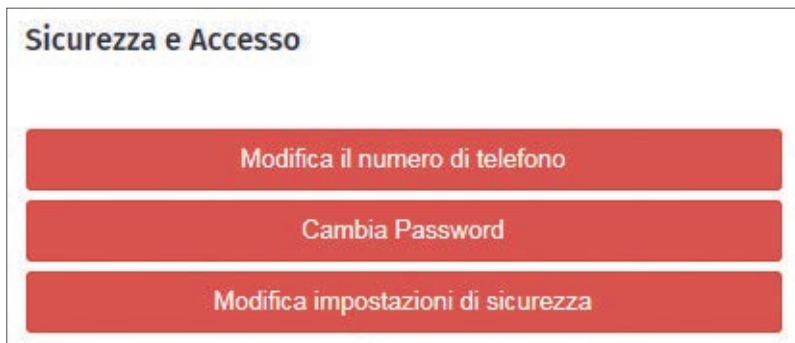 Sicurezza e Accesso
Modifica il numero di telefono
Cambia Password
Modifica impostazioni di sicurezza